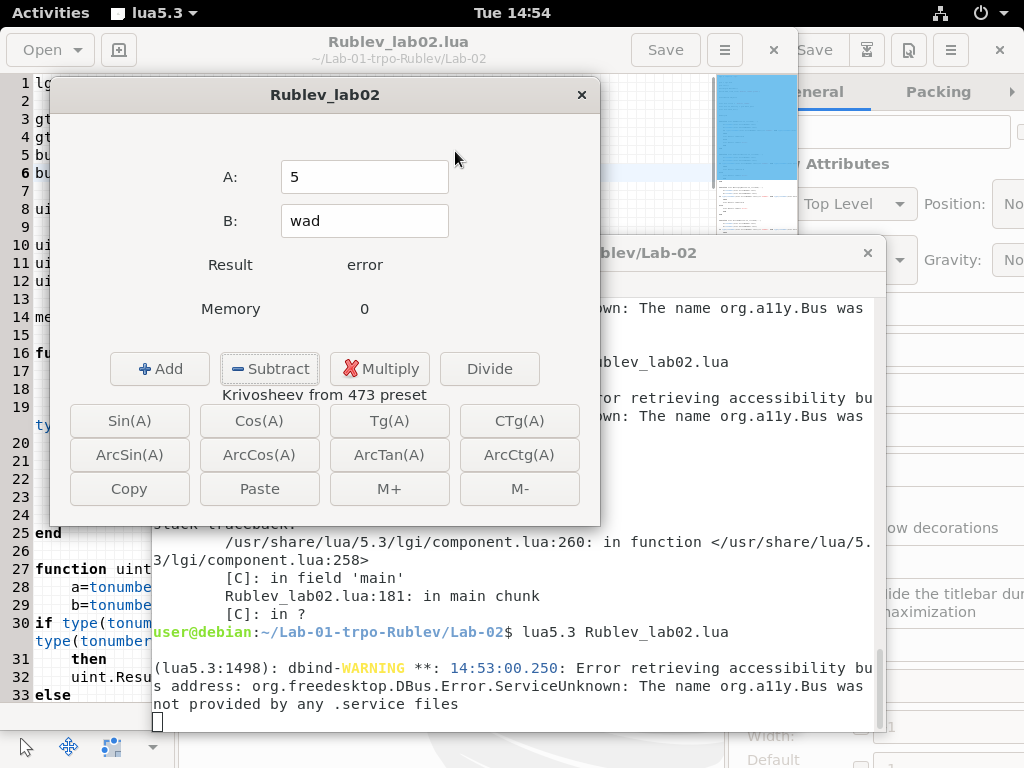 Activities lua5.3 Tue 14:54
Open Rublev_lab02.lua Save Save
~/Lab-01-trpo-Rublev/Lab-02
Rublev_lab02
A: 5
B: wad
Result error
Memory 0
Add Subtract Multiply Divide
Krivosheev from 473 preset
Sin(A) Cos(A) Tg(A) CTg(A)
ArcSin(A) ArcCos(A) ArcTan(A) ArcCtg(A)
Copy Paste M+ M-
1 lg
2
3 gt
4 gt
5 bu
6 bu
7
8 ui
9
10 ui
11 ui
12 ui
13
14 me
15
16 fu
17
18
19
ty
20
21
22
23
24
25 end
26
27 function uint
28 a=tonumbe
29 b=tonumbe
30 if type(tonum
type(tonumber
31 then
32 uint.Resu
33 else
blev/Lab-02
own: The name org.a11y.Bus was
ublev_lab02.lua
ror retrieving accessibility bu
own: The name org.a11y.Bus was
stack traceback:
/usr/share/lua/5.3/lgi/component.lua:260: in function </usr/share/lua/5.
3/lgi/component.lua:258>
[C]: in field 'main'
Rublev_lab02.lua:181: in main chunk
[C]: in ?
user@debian:~/Lab-01-trpo-Rublev/Lab-02$ lua5.3 Rublev_lab02.lua
(lua5.3:1498): dbind-WARNING **: 14:53:00.250: Error retrieving accessibility bu
s address: org.freedesktop.DBus.Error.ServiceUnknown: The name org.a11y.Bus was
not provided by any .service files
neral Packing
Attributes
Top Level Position: No
Gravity: No
ow decorations
lide the titlebar du
maximization
Width: 1
Default